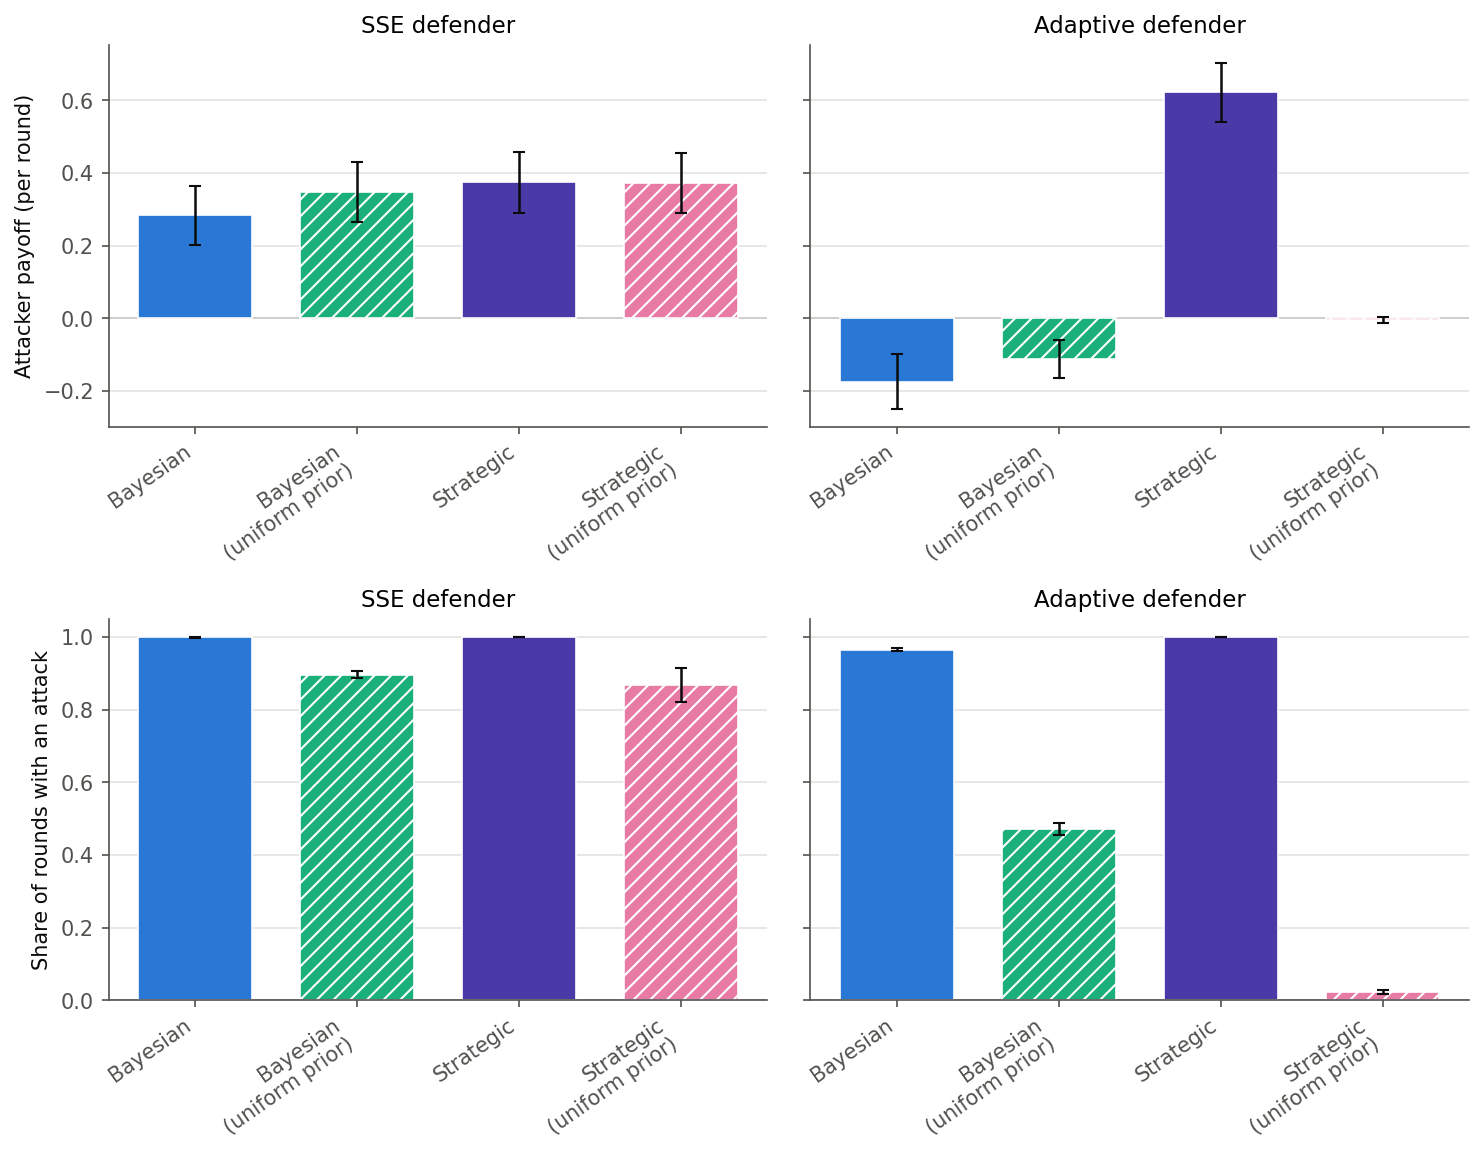 SSE defender
Adaptive defender
Attacker payoff (per round)
0.6
0.4
0.2
0.0
−0.2
Bayesian
Bayesian
(uniform prior)
Strategic
Strategic
(uniform prior)
Bayesian
Bayesian
(uniform prior)
Strategic
Strategic
(uniform prior)
SSE defender
Adaptive defender
Share of rounds with an attack
1.0
0.8
0.6
0.4
0.2
0.0
Bayesian
Bayesian
(uniform prior)
Strategic
Strategic
(uniform prior)
Bayesian
Bayesian
(uniform prior)
Strategic
Strategic
(uniform prior)